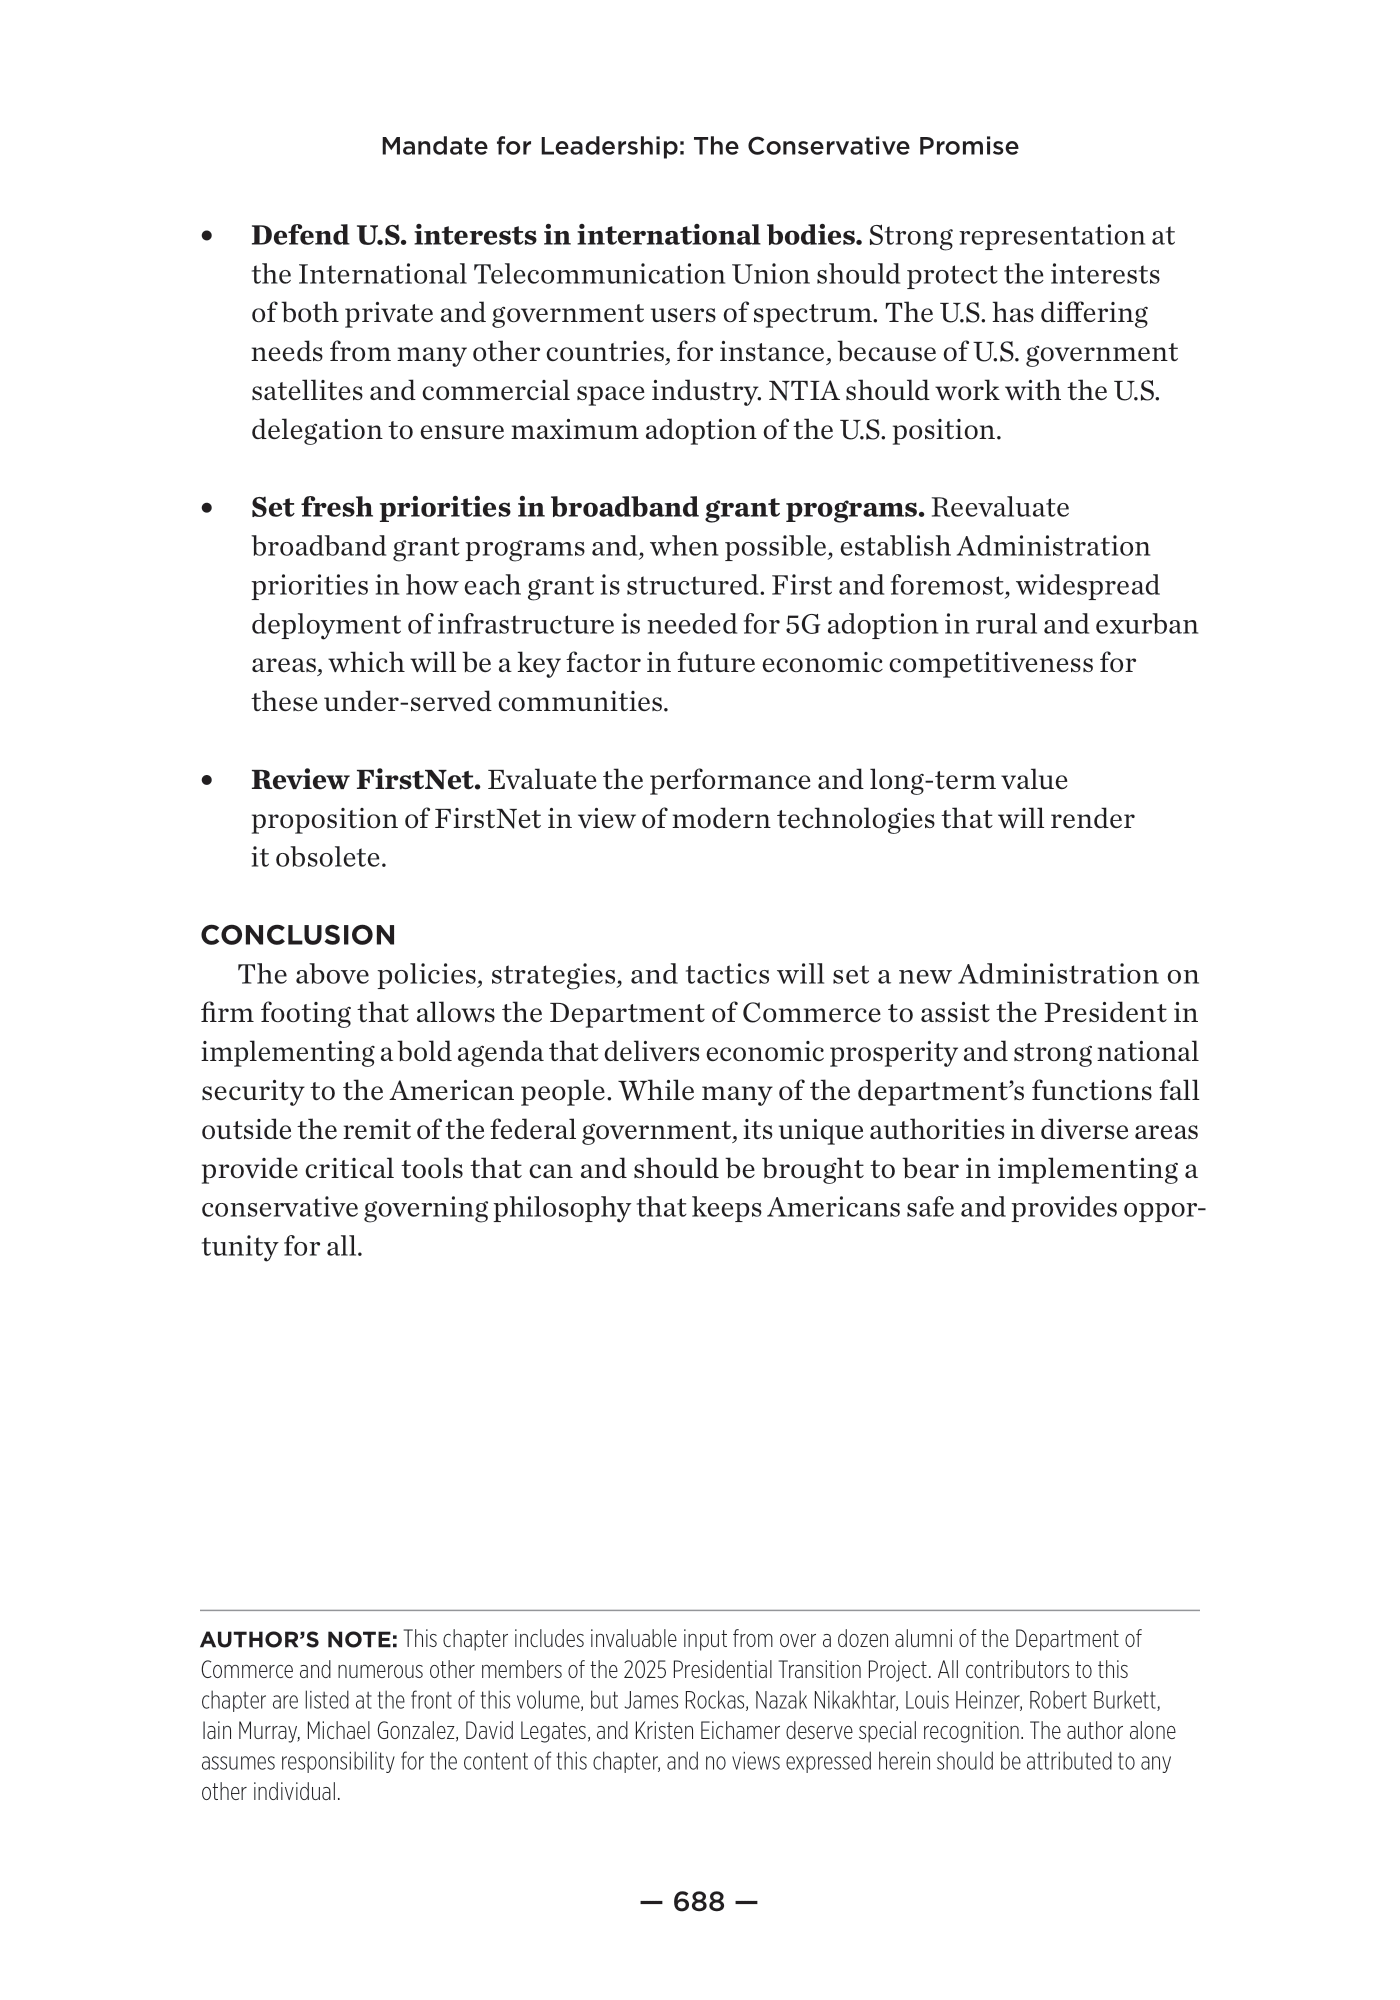 Mandate for Leadership: The Conservative Promise
• Defend U.S. interests in international bodies. Strong representation at
the International Telecommunication Union should protect the interests
of both private and government users of spectrum. The U.S. has differing
needs from many other countries, for instance, because of U.S. government
satellites and commercial space industry. NTIA should work with the U.S.
delegation to ensure maximum adoption of the U.S. position.
• Set fresh priorities in broadband grant programs. Reevaluate
broadband grant programs and, when possible, establish Administration
priorities in how each grant is structured. First and foremost, widespread
deployment of infrastructure is needed for 5G adoption in rural and exurban
areas, which will be a key factor in future economic competitiveness for
these under-served communities.
• Review FirstNet. Evaluate the performance and long-term value
proposition of FirstNet in view of modern technologies that will render
it obsolete.
CONCLUSION
The above policies, strategies, and tactics will set a new Administration on
firm footing that allows the Department of Commerce to assist the President in
implementing a bold agenda that delivers economic prosperity and strong national
security to the American people. While many of the department’s functions fall
outside the remit of the federal government, its unique authorities in diverse areas
provide critical tools that can and should be brought to bear in implementing a
conservative governing philosophy that keeps Americans safe and provides oppor-
tunity for all.
AUTHOR’S NOTE: This chapter includes invaluable input from over a dozen alumni of the Department of
Commerce and numerous other members of the 2025 Presidential Transition Project. All contributors to this
chapter are listed at the front of this volume, but James Rockas, Nazak Nikakhtar, Louis Heinzer, Robert Burkett,
Iain Murray, Michael Gonzalez, David Legates, and Kristen Eichamer deserve special recognition. The author alone
assumes responsibility for the content of this chapter, and no views expressed herein should be attributed to any
other individual.
— 688 —